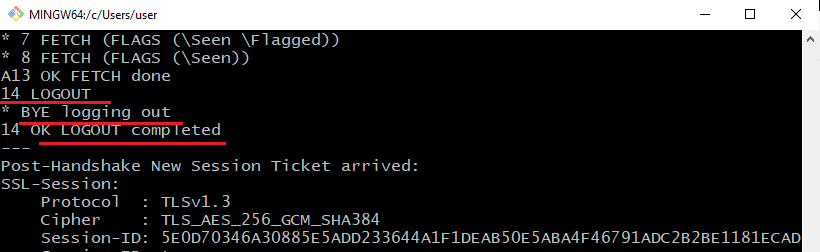 MINGW64:/c/Users/user
* 7 FETCH (FLAGS (\Seen \Flagged))
* 8 FETCH (FLAGS (\Seen))
A13 OK FETCH done
14 LOGOUT
* BYE logging out
14 OK LOGOUT completed
---
Post-Handshake New Session Ticket arrived:
SSL-Session:
    Protocol  : TLSv1.3
    Cipher    : TLS_AES_256_GCM_SHA384
    Session-ID: 5E0D70346A30885E5ADD233644A1F1DEAB50E5ABA4F46791ADC2B2BE1181ECAD